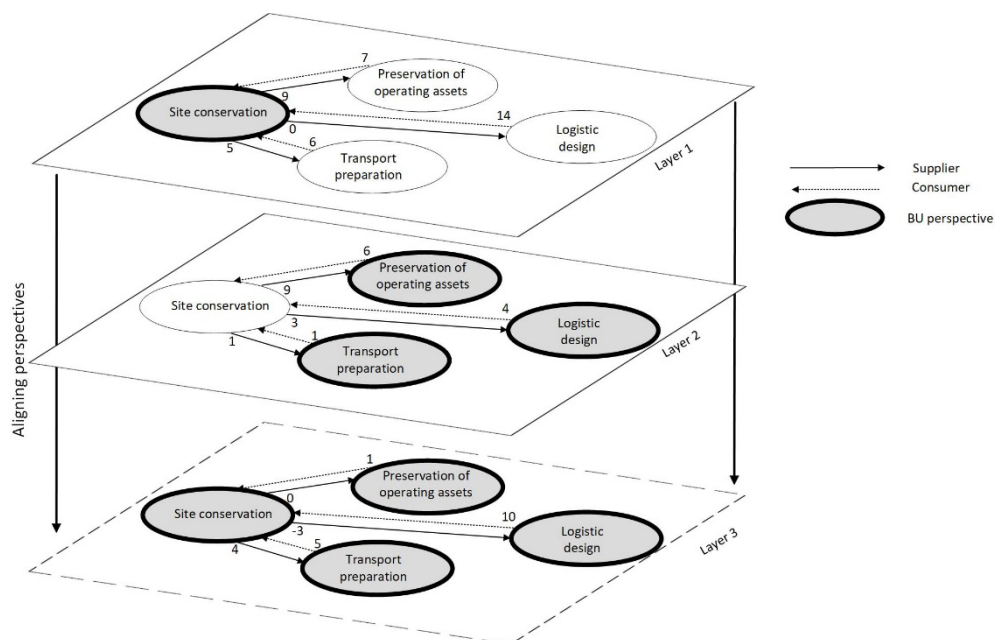 7
Preservation of
operating assets
9
Site conservation
14
0
Logistic
design
5
6
Transport
preparation
Layer 1
Supplier
Consumer
BU perspective
Aligning perspectives
6
Preservation of
operating assets
9
Site conservation
4
3
Logistic
design
1
1
Transport
preparation
Layer 2
1
Preservation of
operating assets
0
Site conservation
10
-3
Logistic
design
4
5
Transport
preparation
Layer 3